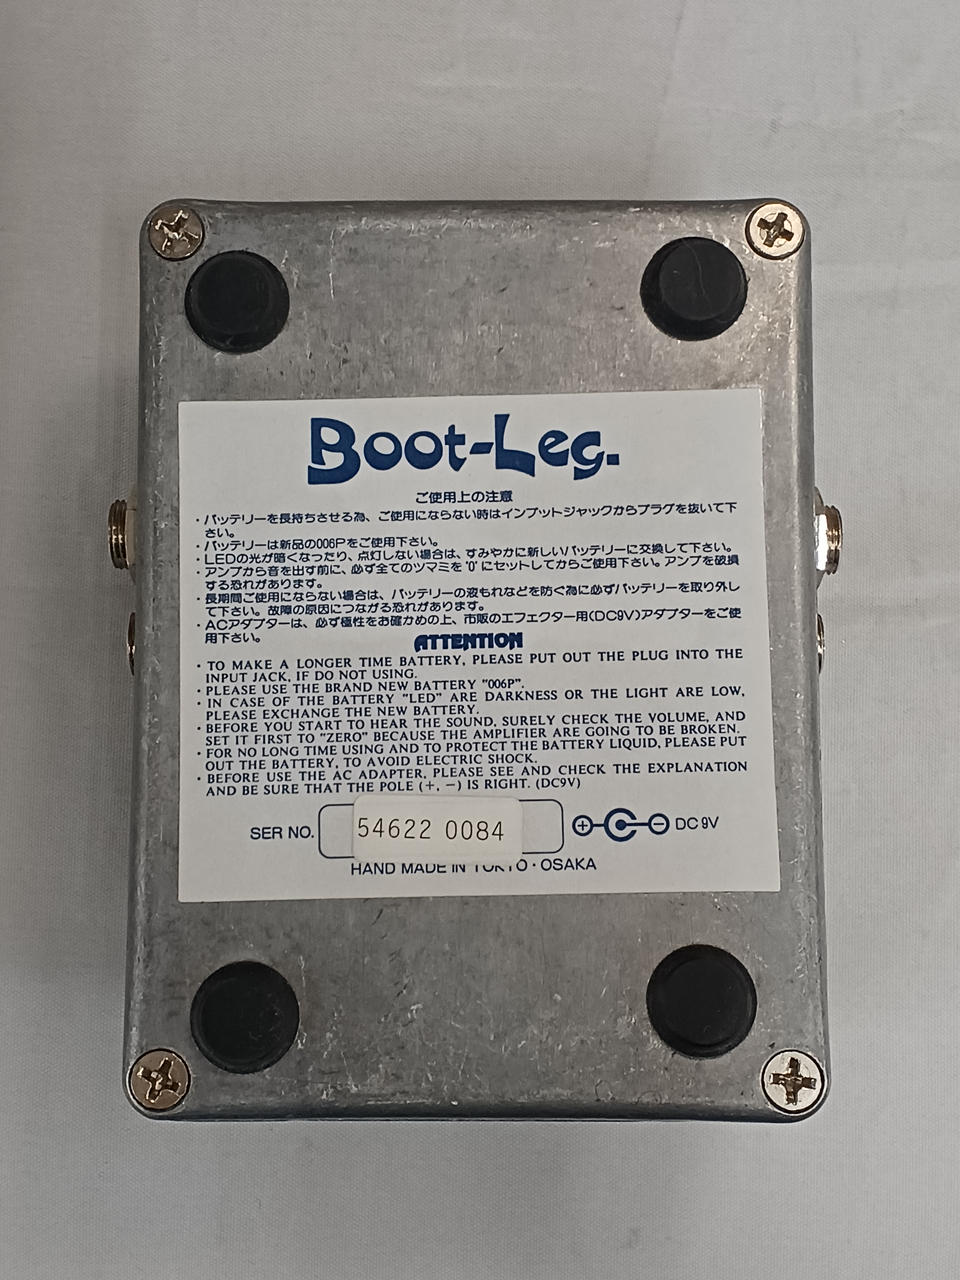 Boot-Leg.
ご使用上の注意
・バッテリーを長持ちさせる為、ご使用にならない時はインプットジャックからプラグを抜いて下
さい。
・バッテリーは新品の006Pをご使用下さい。
・LEDの光が暗くなったり、点灯しない場合は、すみやかに新しいバッテリーに交換して下さい。
・アンプから音を出す前に、必ず全てのツマミを'0'にセットしてからご使用下さい。アンプを破損
する恐れがあります。
・長期間ご使用にならない場合は、バッテリーの液もれなどを防ぐ為に必ずバッテリーを取り外し
て下さい。故障の原因につながる恐れがあります。
・ACアダプターは、必ず極性をお確かめの上、市販のエフェクター用(DC9V)アダプターをご使
用下さい。
ATTENTION
・TO MAKE A LONGER TIME BATTERY, PLEASE PUT OUT THE PLUG INTO THE
INPUT JACK, IF DO NOT USING.
・PLEASE USE THE BRAND NEW BATTERY "006P".
・IN CASE OF THE BATTERY "LED" ARE DARKNESS OR THE LIGHT ARE LOW,
PLEASE EXCHANGE THE NEW BATTERY.
・BEFORE YOU START TO HEAR THE SOUND, SURELY CHECK THE VOLUME, AND
SET IT FIRST TO "ZERO" BECAUSE THE AMPLIFIER ARE GOING TO BE BROKEN.
・FOR NO LONG TIME USING AND TO PROTECT THE BATTERY LIQUID, PLEASE PUT
OUT THE BATTERY, TO AVOID ELECTRIC SHOCK.
・BEFORE USE THE AC ADAPTER, PLEASE SEE AND CHECK THE EXPLANATION
AND BE SURE THAT THE POLE (+, −) IS RIGHT. (DC9V)
SER NO. 54622 0084 DC 9V
HAND MADE IN TOKYO・OSAKA